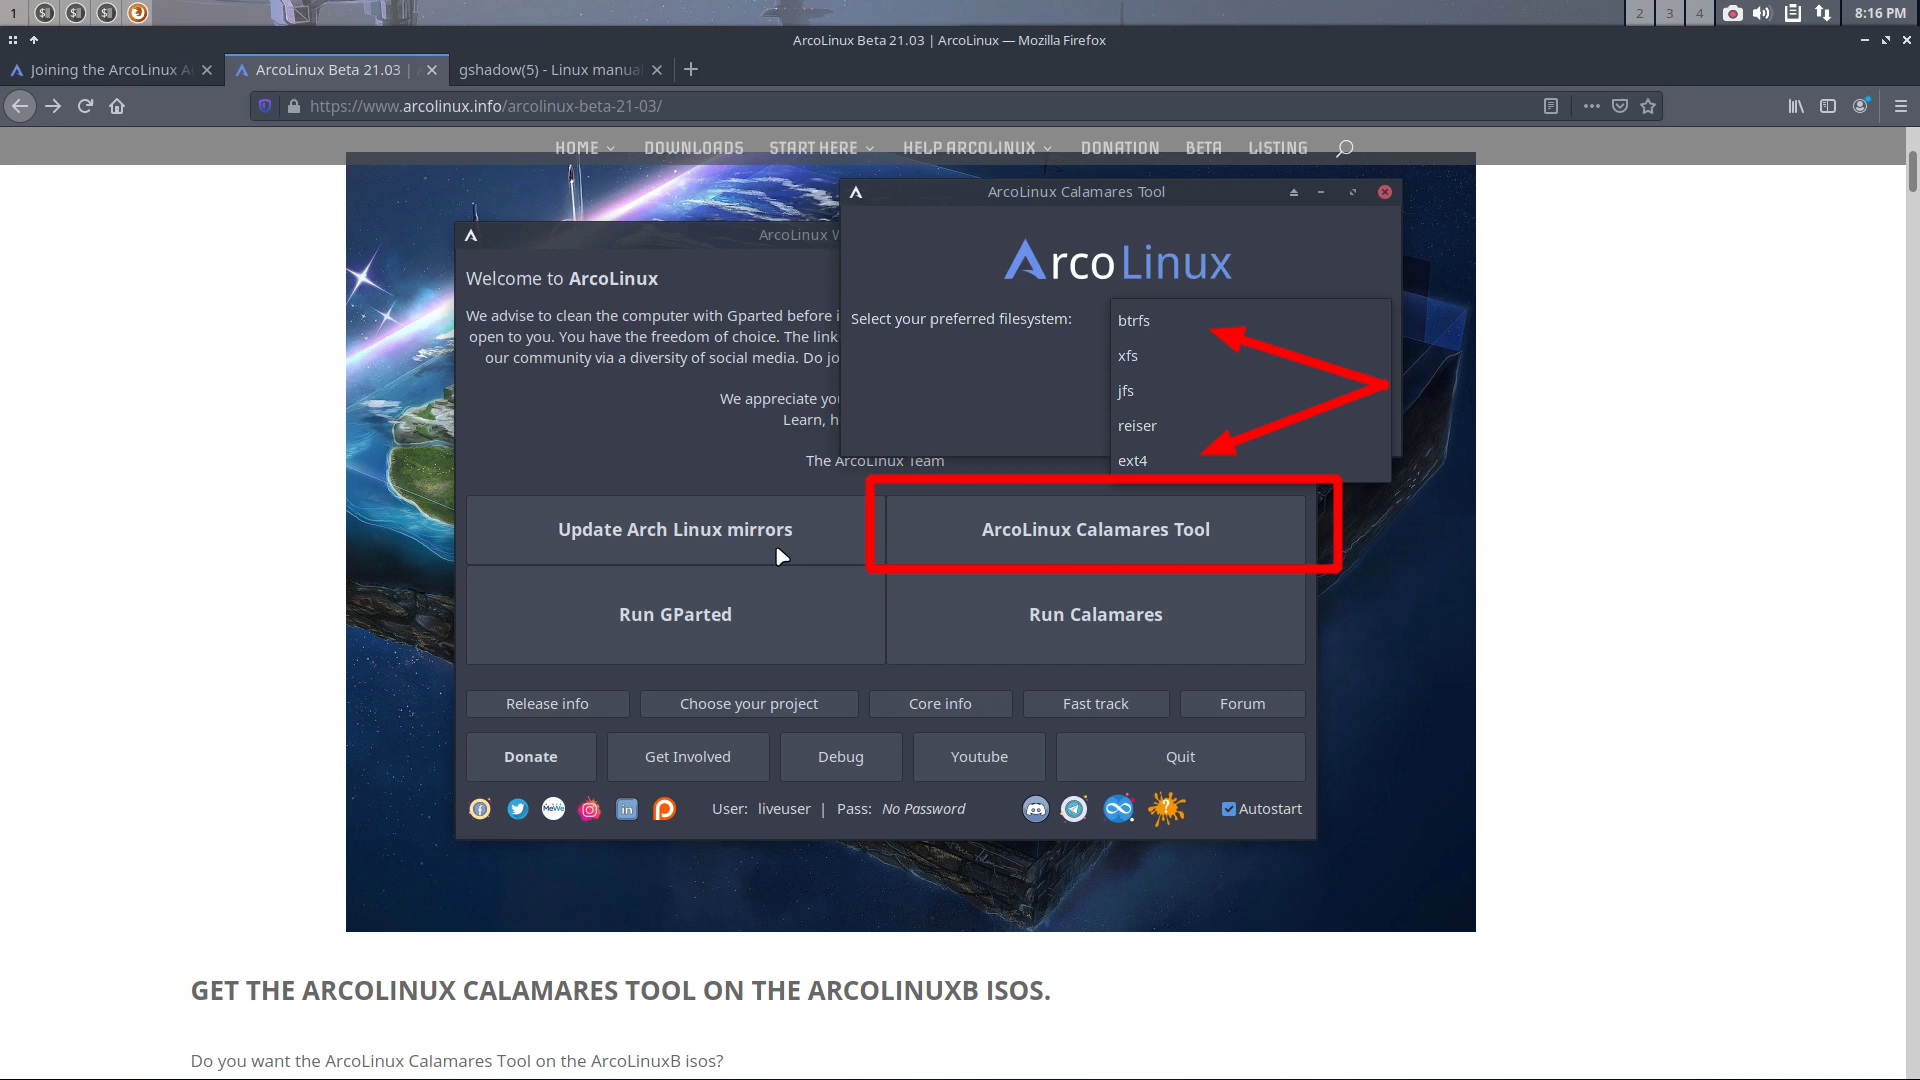 1
2
3
4
8:16 PM
ArcoLinux Beta 21.03 | ArcoLinux — Mozilla Firefox
Joining the ArcoLinux A
ArcoLinux Beta 21.03 |
gshadow(5) - Linux manua
https://www.arcolinux.info/arcolinux-beta-21-03/
HOME
DOWNLOADS
START HERE
HELP ARCOLINUX
DONATION
BETA
LISTING
ArcoLinux Calamares Tool
ArcoLinux
Select your preferred filesystem:
btrfs
xfs
jfs
reiser
ext4
ArcoLinux W
Welcome to ArcoLinux
We advise to clean the computer with Gparted before i
open to you. You have the freedom of choice. The link
our community via a diversity of social media. Do jo
We appreciate you
Learn, h
The ArcoLinux Team
Update Arch Linux mirrors
ArcoLinux Calamares Tool
Run GParted
Run Calamares
Release info
Choose your project
Core info
Fast track
Forum
Donate
Get Involved
Debug
Youtube
Quit
MeWe
in
User: liveuser | Pass: No Password
?
Autostart
GET THE ARCOLINUX CALAMARES TOOL ON THE ARCOLINUXB ISOS.
Do you want the ArcoLinux Calamares Tool on the ArcoLinuxB isos?